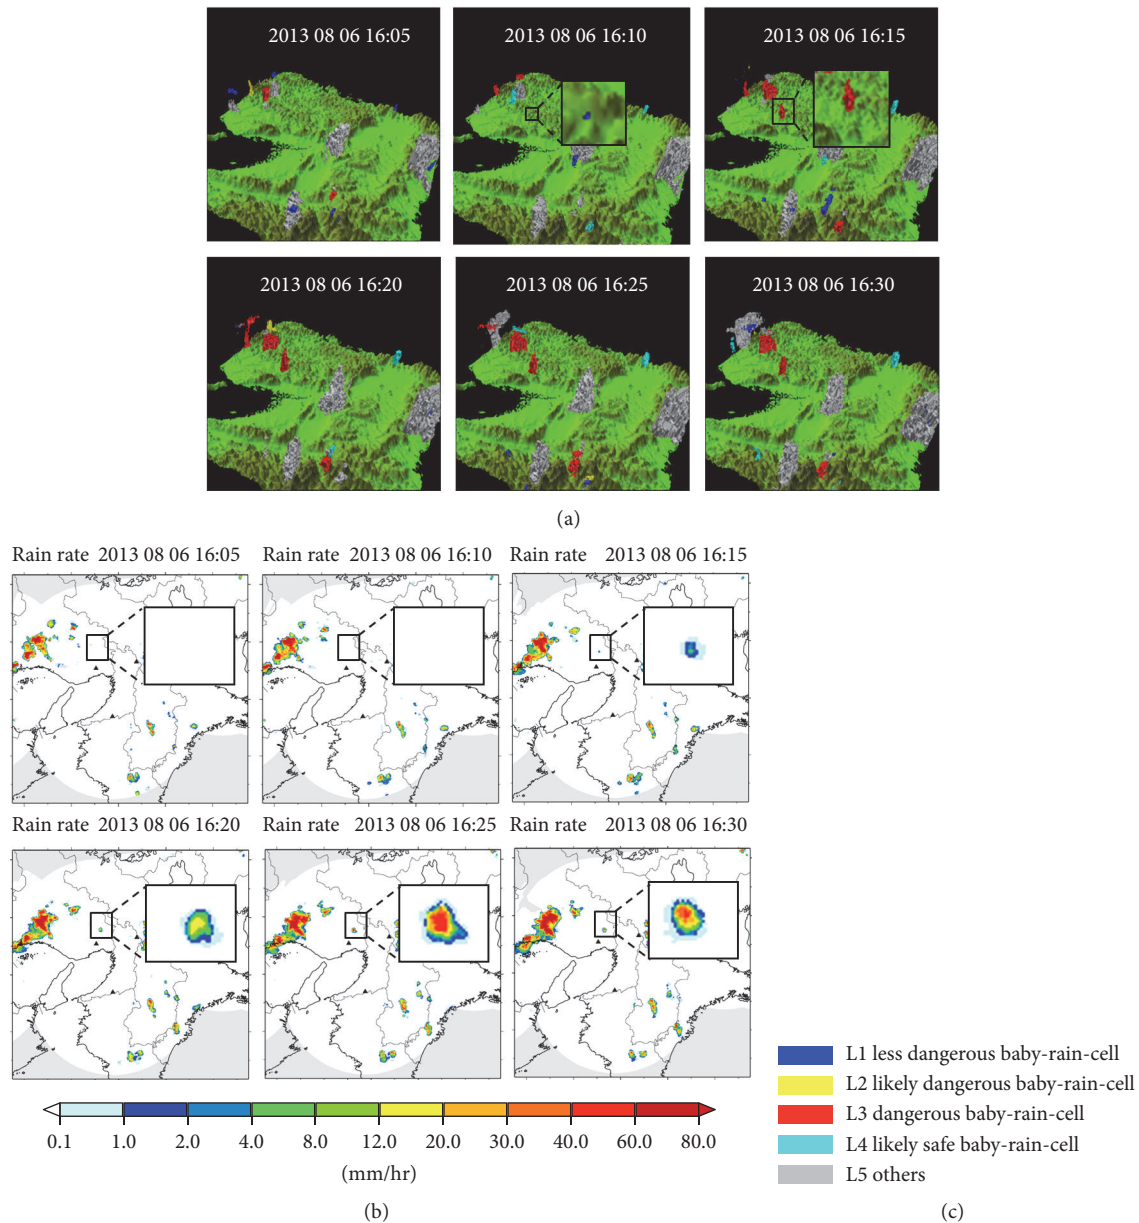 2013 08 06 16:05
2013 08 06 16:10
2013 08 06 16:15
2013 08 06 16:20
2013 08 06 16:25
2013 08 06 16:30
(a)
Rain rate 2013 08 06 16:05
Rain rate 2013 08 06 16:10
Rain rate 2013 08 06 16:15
Rain rate 2013 08 06 16:20
Rain rate 2013 08 06 16:25
Rain rate 2013 08 06 16:30
0.1 1.0 2.0 4.0 8.0 12.0 20.0 30.0 40.0 60.0 80.0
(mm/hr)
(b)
L1 less dangerous baby-rain-cell
L2 likely dangerous baby-rain-cell
L3 dangerous baby-rain-cell
L4 likely safe baby-rain-cell
L5 others
(c)